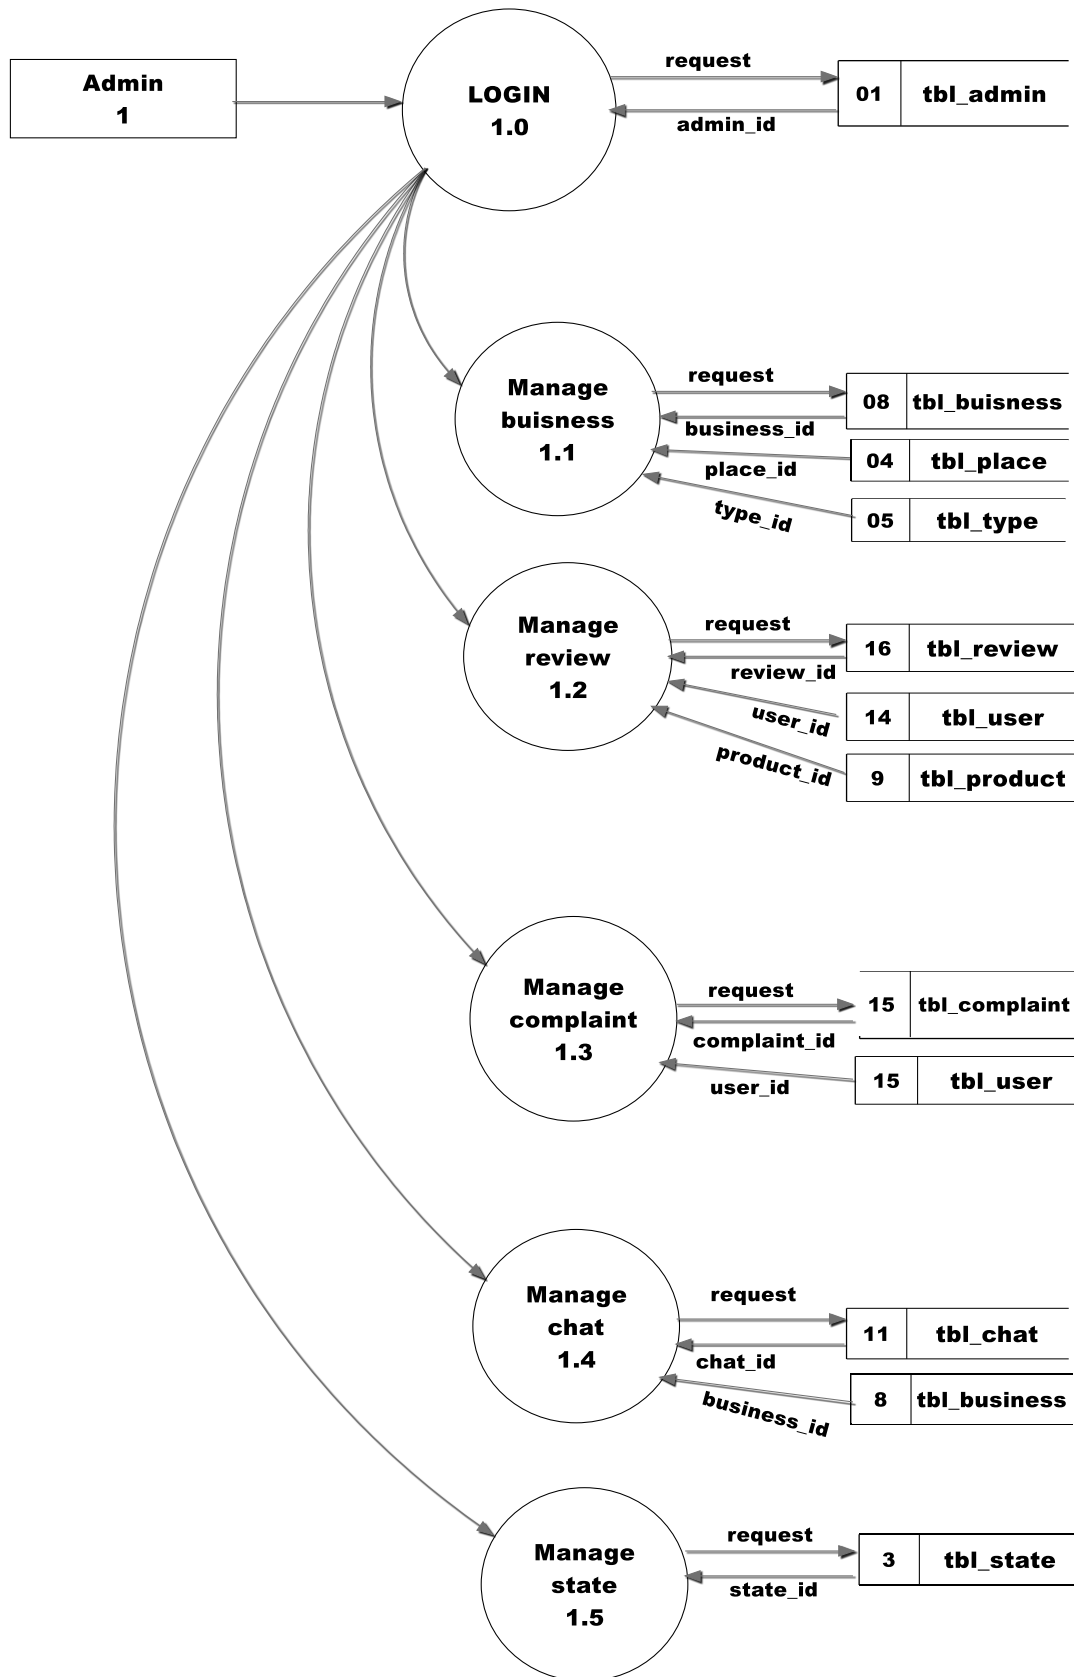 Admin
1
LOGIN
1.0
request
admin_id
01
tbl_admin
Manage
buisness
1.1
request
business_id
place_id
type_id
08
tbl_buisness
04
tbl_place
05
tbl_type
Manage
review
1.2
request
review_id
user_id
product_id
16
tbl_review
14
tbl_user
9
tbl_product
Manage
complaint
1.3
request
complaint_id
user_id
15
tbl_complaint
15
tbl_user
Manage
chat
1.4
request
chat_id
business_id
11
tbl_chat
8
tbl_business
Manage
state
1.5
request
state_id
3
tbl_state